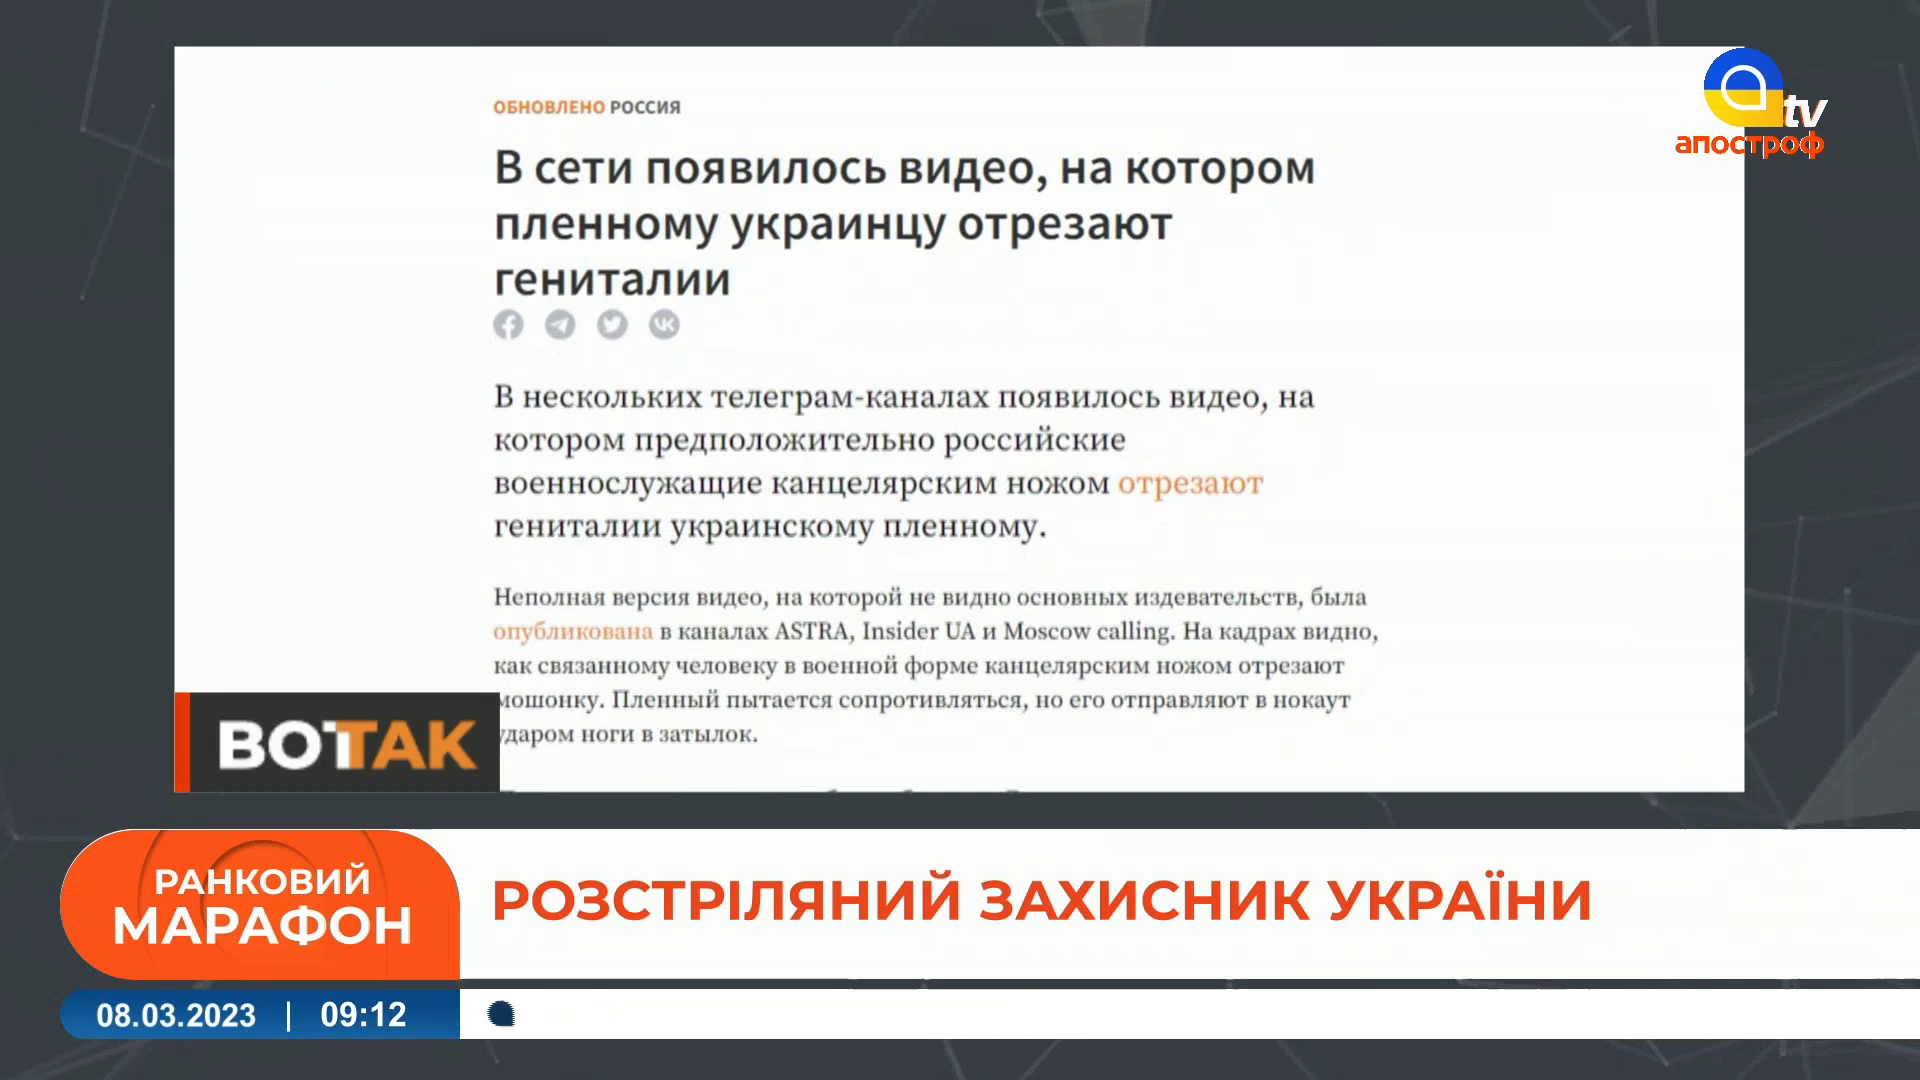 ОБНОВЛЕНО РОССИЯ
В сети появилось видео, на котором
пленному украинцу отрезают
гениталии
В нескольких телеграм-каналах появилось видео, на
котором предположительно российские
военнослужащие канцелярским ножом отрезают
гениталии украинскому пленному.
Неполная версия видео, на которой не видно основных издевательств, была
опубликована в каналах ASTRA, Insider UA и Moscow calling. На кадрах видно,
как связанному человеку в военной форме канцелярским ножом отрезают
мошонку. Пленный пытается сопротивляться, но его отправляют в нокаут
ударом ноги в затылок.
ВОТ ТАК
tv
апостроф
РАНКОВИЙ
МАРАФОН
РОЗСТРІЛЯНИЙ ЗАХИСНИК УКРАЇНИ
08.03.2023 | 09:12